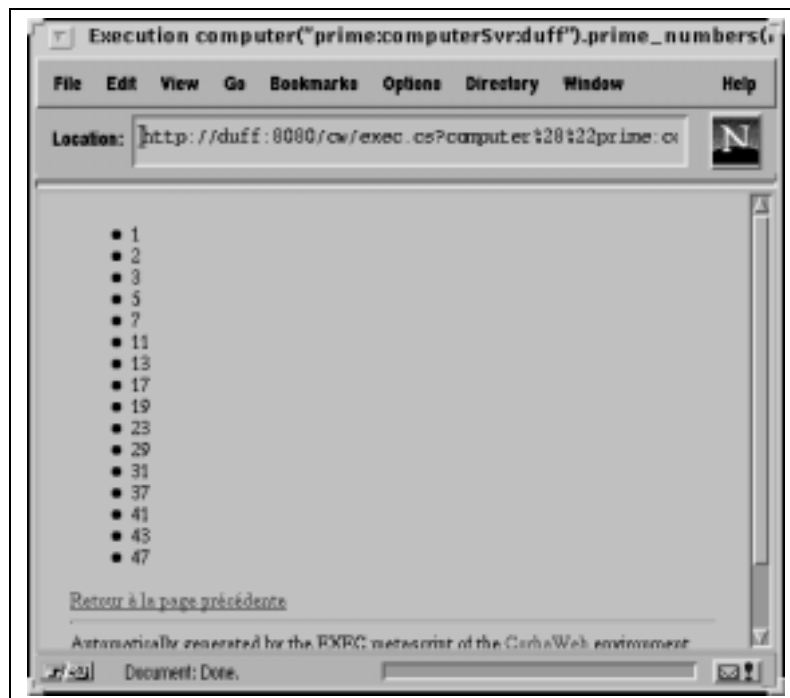 Execution computer("prime:computerSvr:duff").prime_numbers(
File Edit View Go Bookmarks Options Directory Window Help
Location: http://duff:8080/cw/exec.cs?computer%28%22prime:co
N
1
2
3
5
7
11
13
17
19
23
29
31
37
41
43
47
Retour à la page précédente
Automatically generated by the EXEC metascript of the CorbaWeb environment
Document: Done.